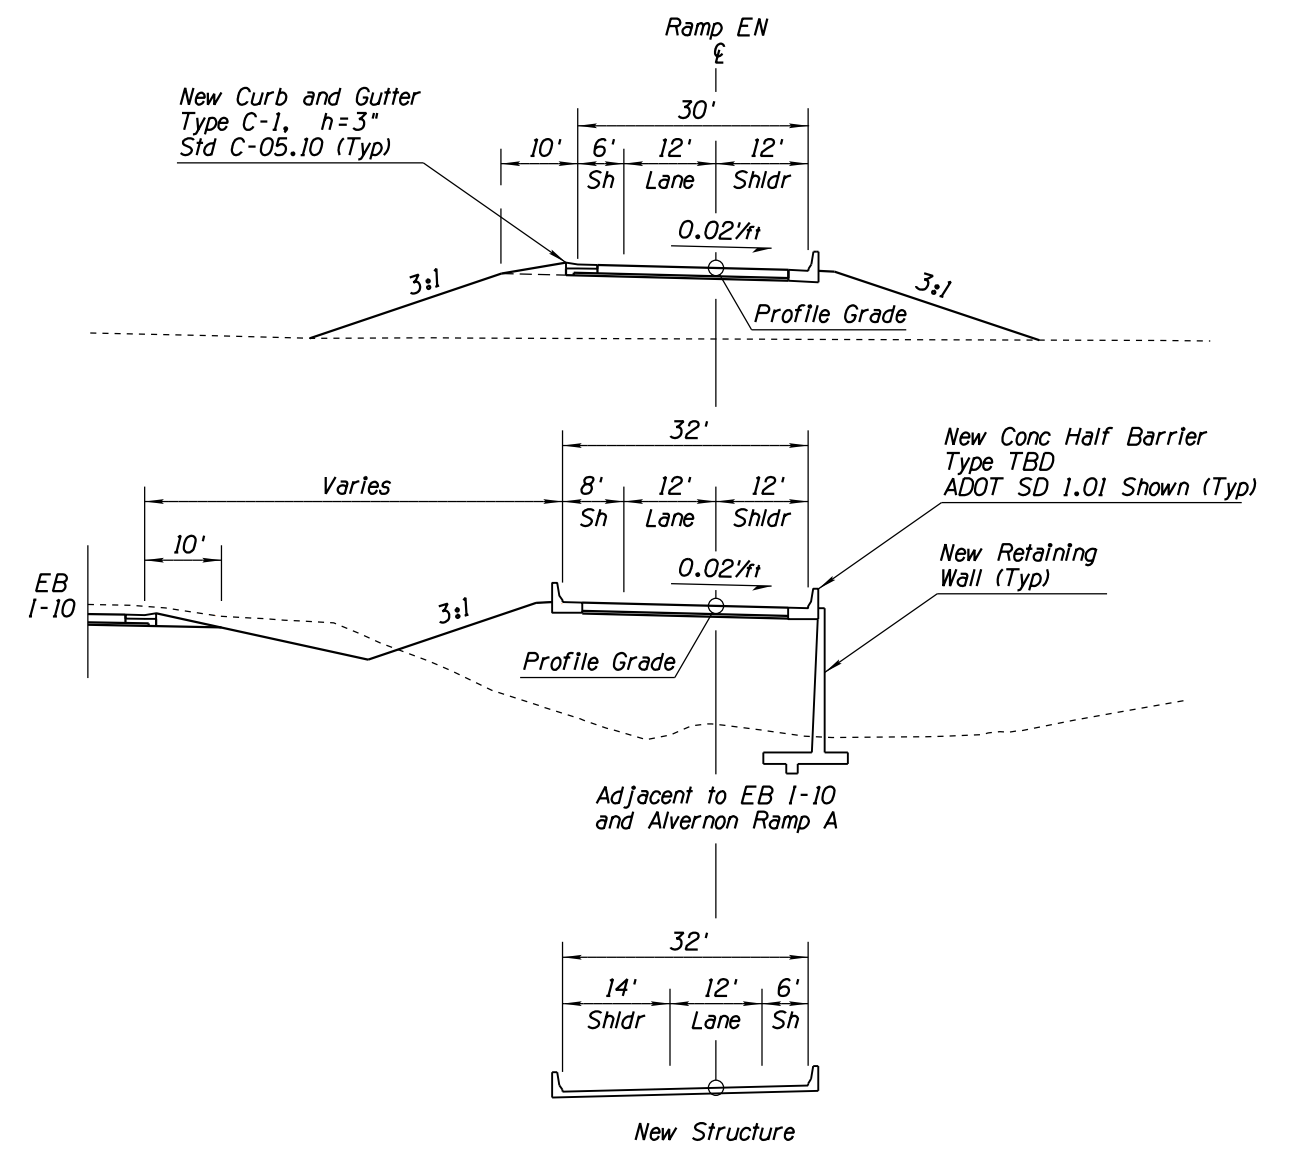 Ramp EN
℄
New Curb and Gutter
Type C-1, h=3"
Std C-05.10 (Typ)
30'
10' 6' 12' 12'
Sh Lane Shldr
0.02'/ft
3:1
3:1
Profile Grade
32'
New Conc Half Barrier
Type TBD
ADOT SD 1.01 Shown (Typ)
Varies
8' 12' 12'
Sh Lane Shldr
10'
New Retaining
Wall (Typ)
0.02'/ft
EB
I-10
3:1
Profile Grade
Adjacent to EB I-10
and Alvernon Ramp A
32'
14' 12' 6'
Shldr Lane Sh
New Structure